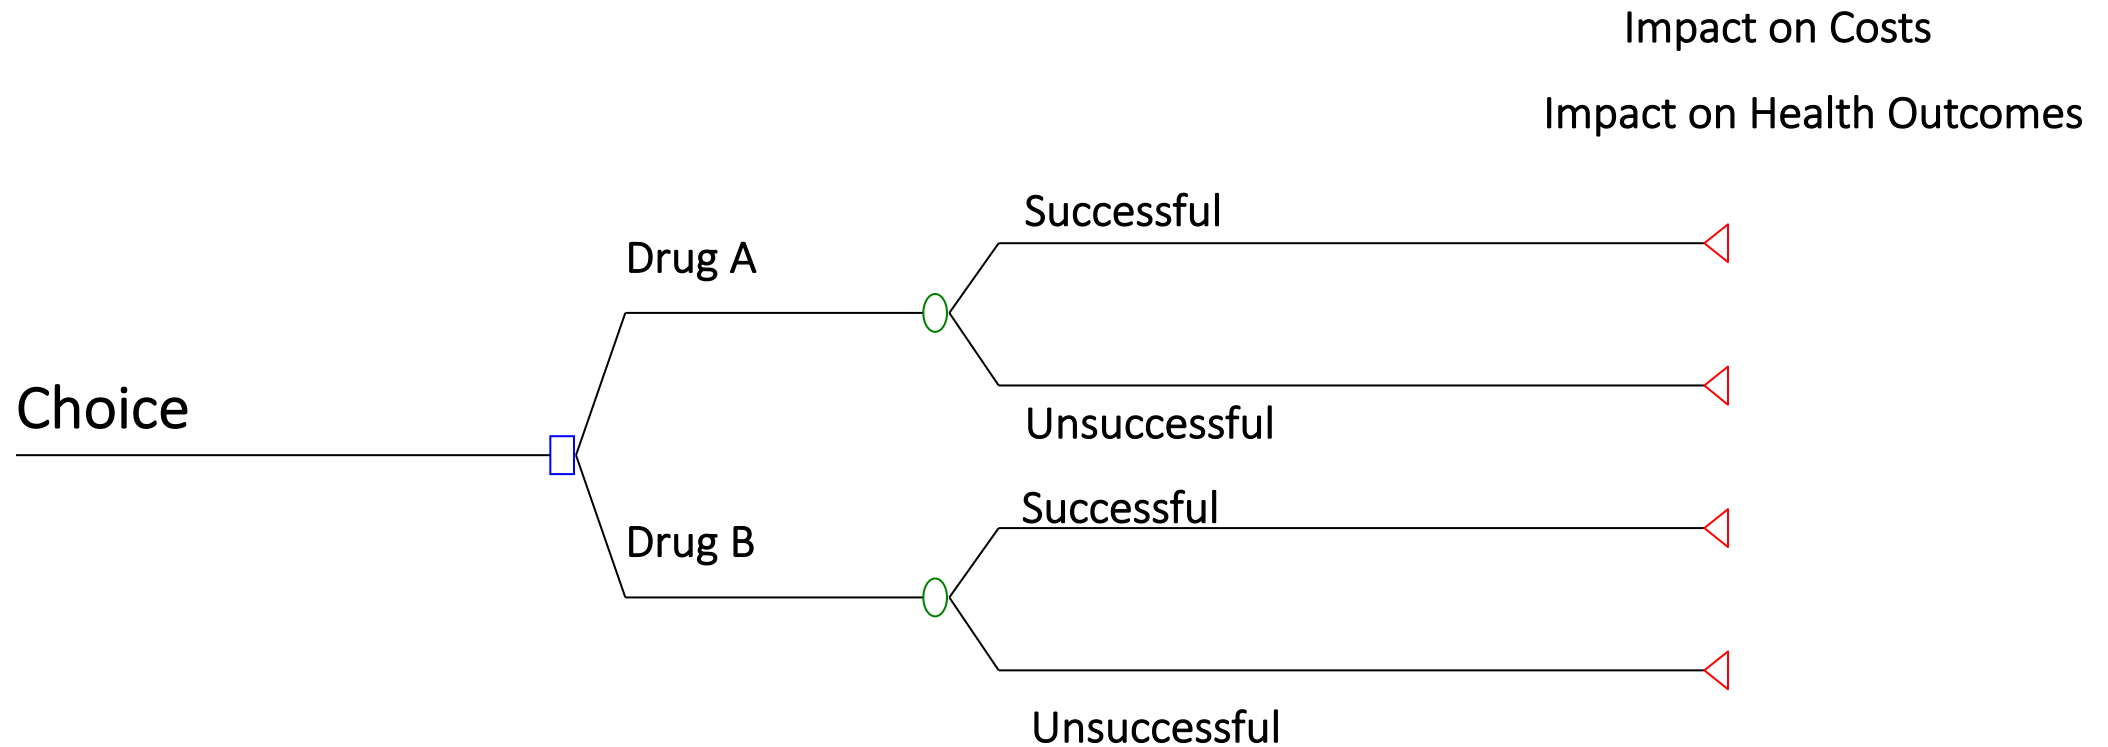 Impact on Costs
Impact on Health Outcomes
Successful
Drug A
Choice
Unsuccessful
Successful
Drug B
Unsuccessful